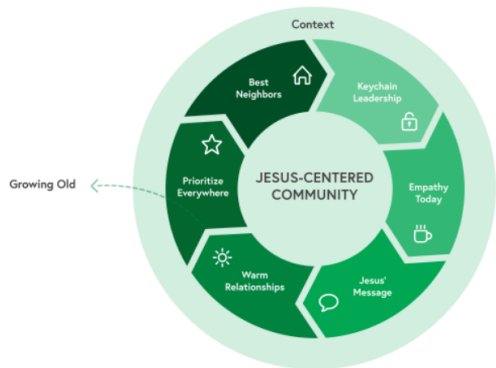 Context
Best
Neighbors
Keychain
Leadership
Growing Old
Prioritize
Everywhere
JESUS-CENTERED
COMMUNITY
Empathy
Today
Warm
Relationships
Jesus'
Message